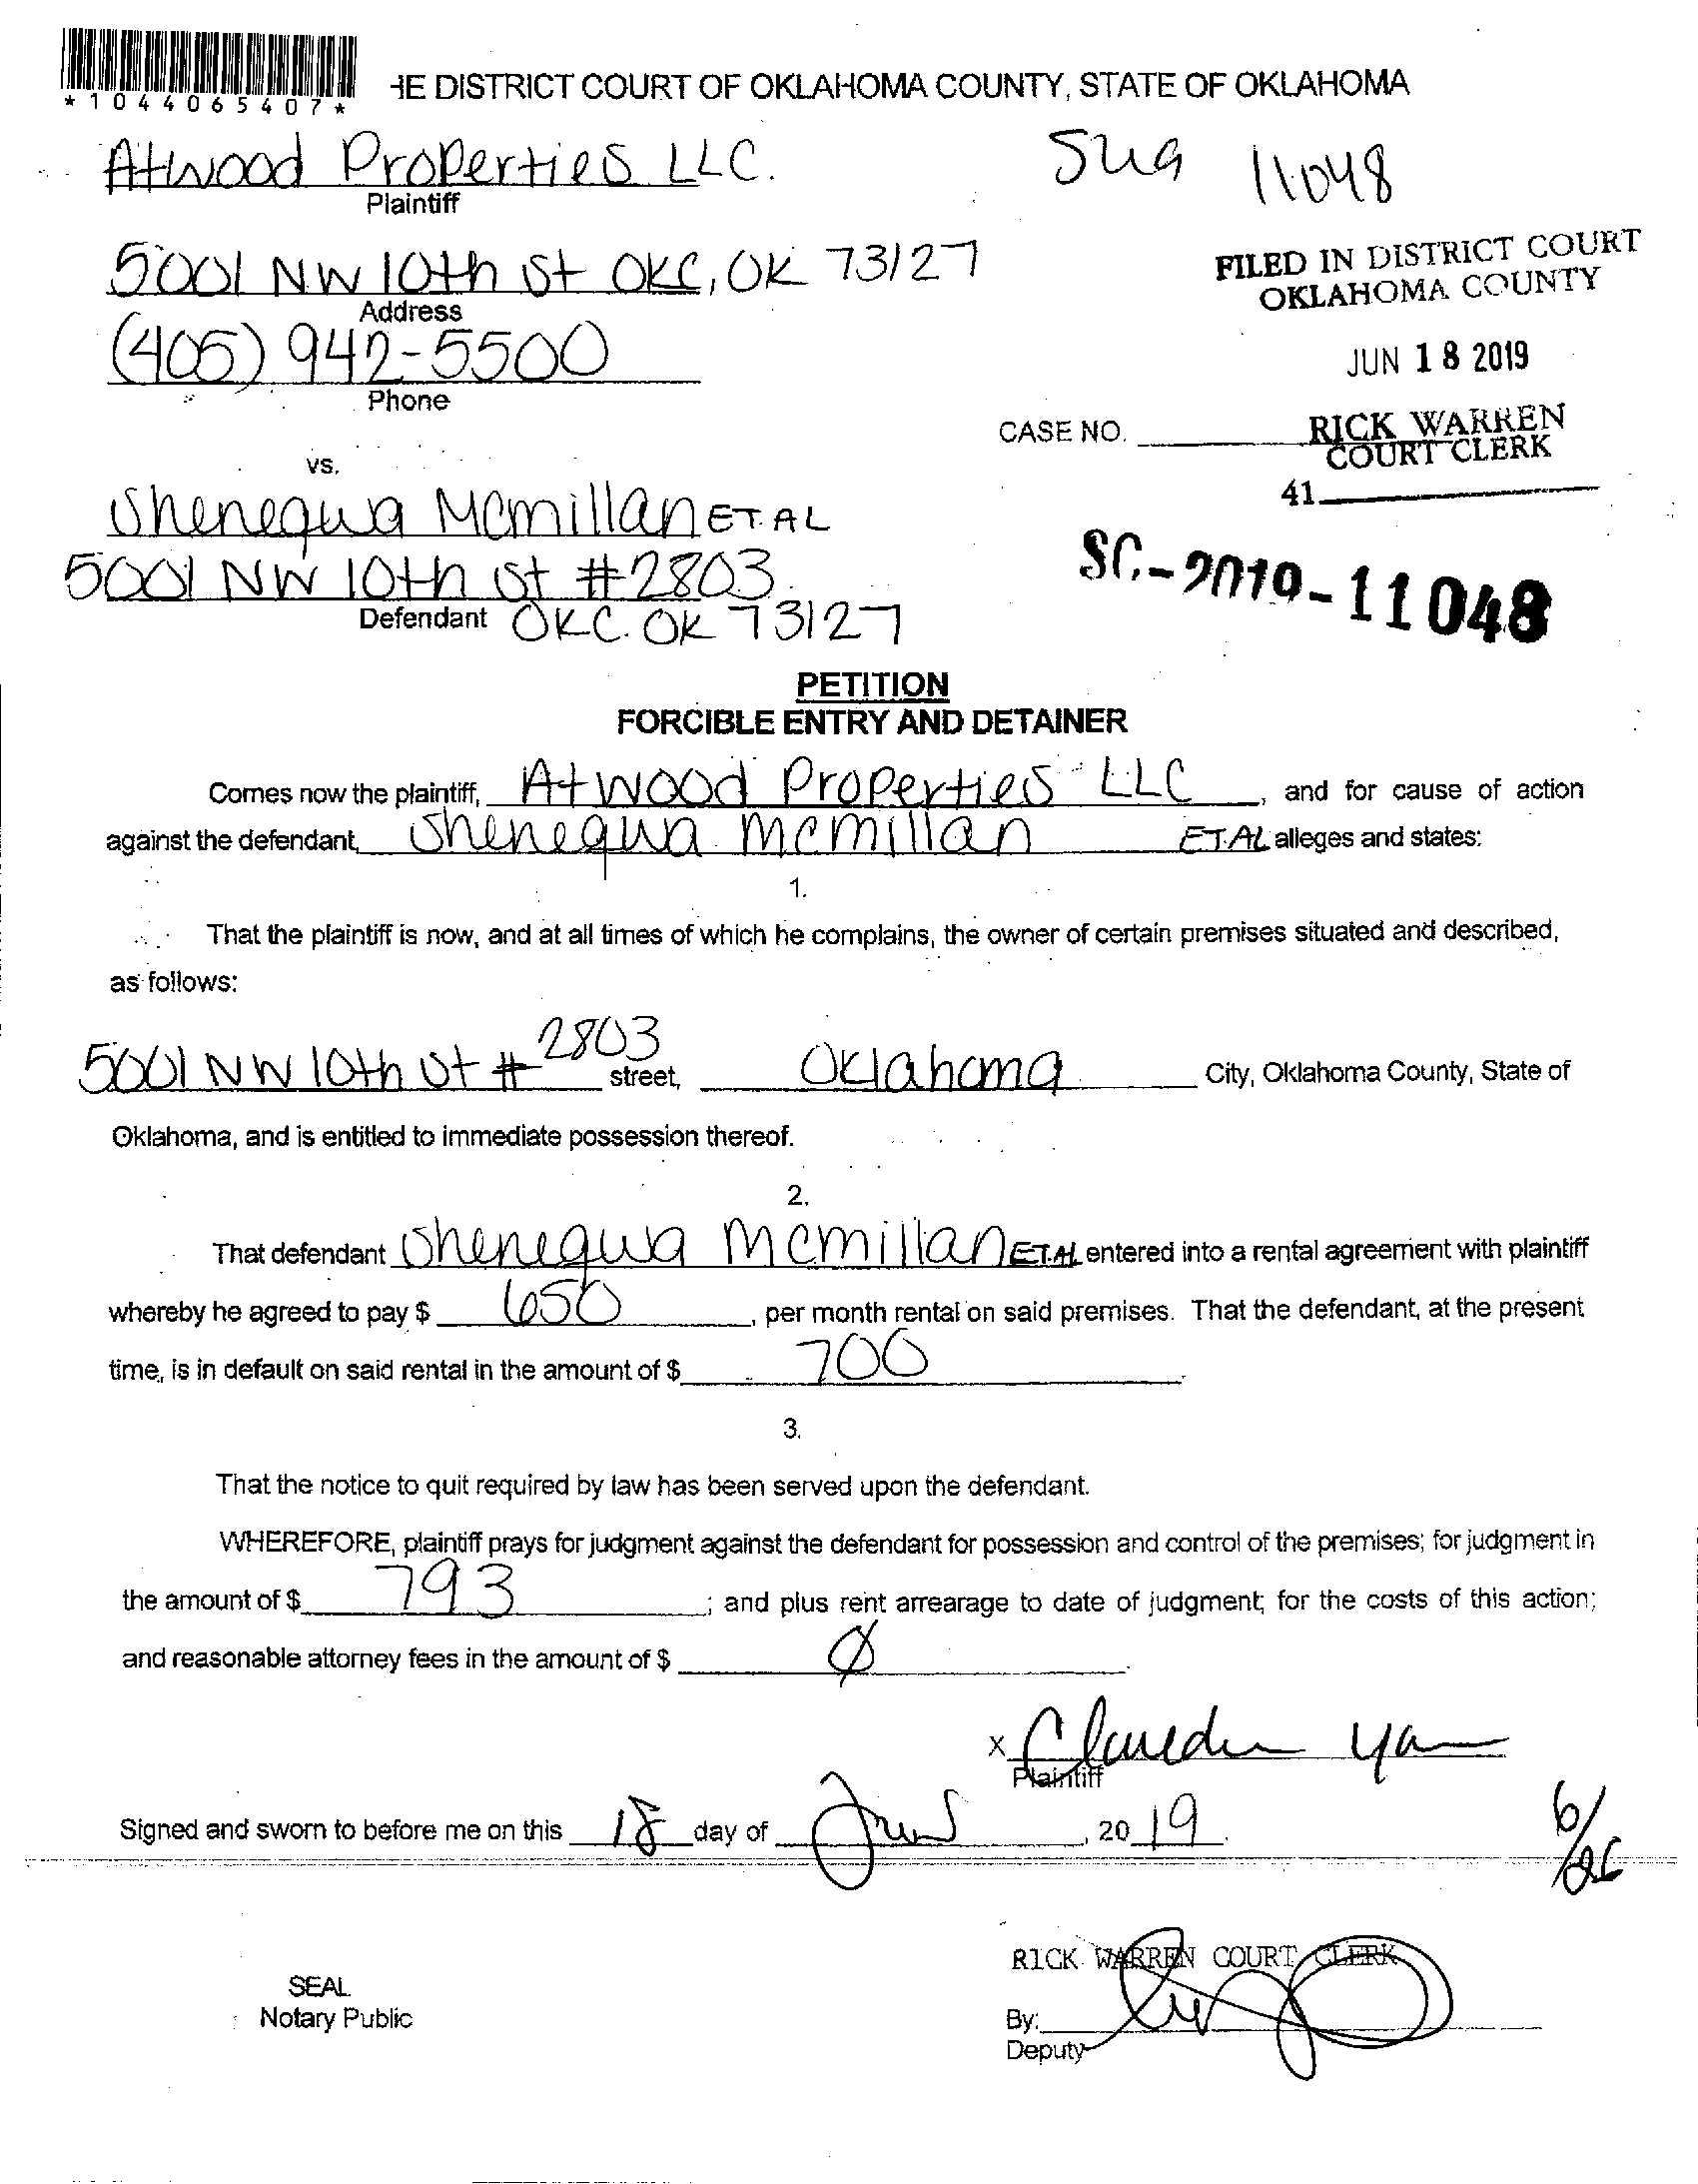 *1044065407*
HE DISTRICT COURT OF OKLAHOMA COUNTY, STATE OF OKLAHOMA
Atwood Properties LLC.
11048
Plaintiff
5001 NW 10th St OKC, OK 73127
FILED IN DISTRICT COURT
OKLAHOMA COUNTY
Address
(405) 942-5500
JUN 18 2019
Phone
CASE NO.
RICK WARREN
COURT CLERK
vs.
41
Shenequa Mcmillan ET. AL
5001 NW 10th St #2803
SC-2019-11048
Defendant OKC. OK 73127
PETITION
FORCIBLE ENTRY AND DETAINER
Comes now the plaintiff, Atwood Properties LLC, and for cause of action
against the defendant, Shenequa Mcmillan ET.AL alleges and states:
1.
That the plaintiff is now, and at all times of which he complains, the owner of certain premises situated and described,
as follows:
5001 NW 10th St # 2803 street, Oklahoma City, Oklahoma County, State of
Oklahoma, and is entitled to immediate possession thereof.
2.
That defendant Shenequa Mcmillan ET.AL entered into a rental agreement with plaintiff
whereby he agreed to pay $ 650, per month rental on said premises. That the defendant, at the present
time, is in default on said rental in the amount of $ 700.
3.
That the notice to quit required by law has been served upon the defendant.
WHEREFORE, plaintiff prays for judgment against the defendant for possession and control of the premises; for judgment in
the amount of $ 793; and plus rent arrearage to date of judgment; for the costs of this action;
and reasonable attorney fees in the amount of $ Ø.
X
Plaintiff
Signed and sworn to before me on this 18 day of June, 2019.
6/26
RICK WARREN COURT CLERK
SEAL
Notary Public
By:
Deputy